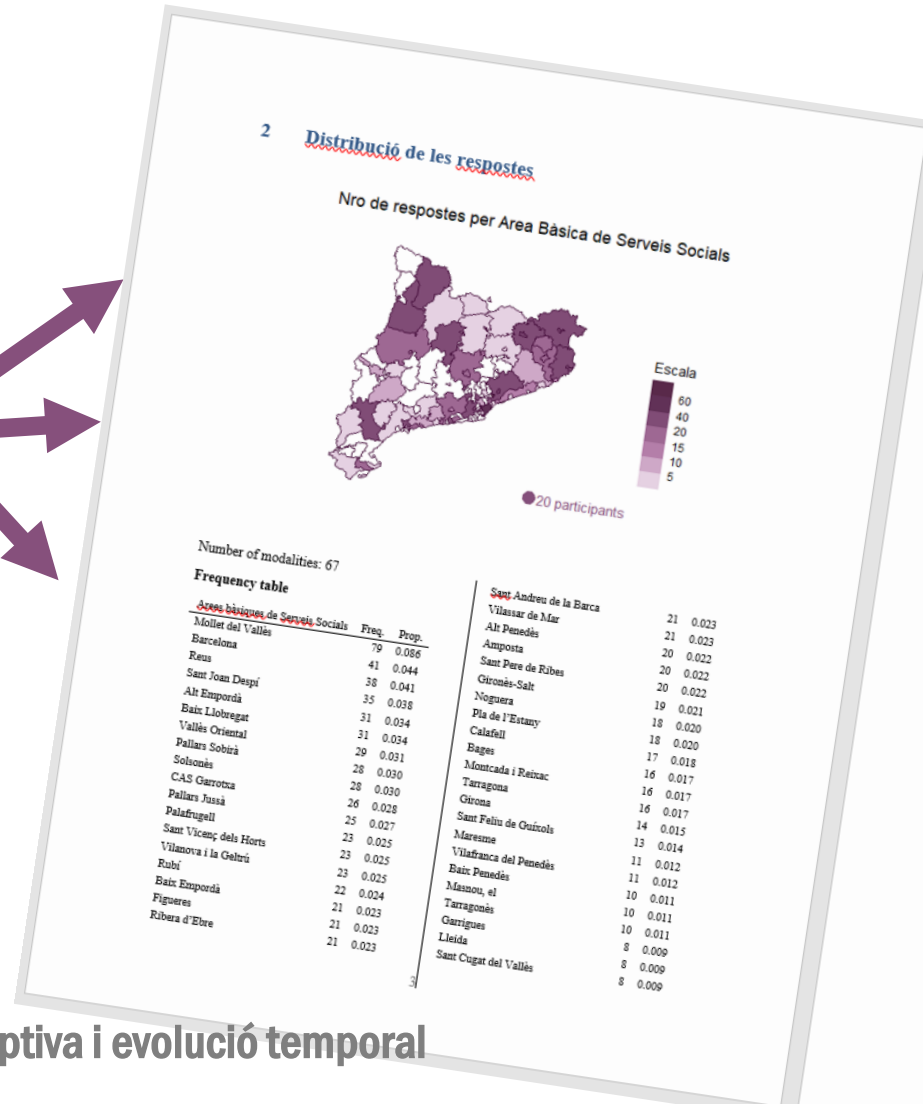 2 Distribució de les respostes
Nro de respostes per Area Bàsica de Serveis Socials
Escala
60
40
20
15
10
5
20 participants
Number of modalities: 67
Frequency table
Arees bàsiques de Serveis Socials Freq. Prop.
Mollet del Vallès 79 0.086
Barcelona 41 0.044
Reus 38 0.041
Sant Joan Despí 35 0.038
Alt Empordà 31 0.034
Baix Llobregat 31 0.034
Vallès Oriental 29 0.031
Pallars Sobirà 28 0.030
Solsonès 28 0.030
CAS Garrotxa 26 0.028
Pallars Jussà 25 0.027
Palafrugell 23 0.025
Sant Vicenç dels Horts 23 0.025
Vilanova i la Geltrú 23 0.025
Rubí 22 0.024
Baix Empordà 21 0.023
Figueres 21 0.023
Ribera d'Ebre 21 0.023
Sant Andreu de la Barca 21 0.023
Vilassar de Mar 21 0.023
Alt Penedès 20 0.022
Amposta 20 0.022
Sant Pere de Ribes 20 0.022
Gironès-Salt 19 0.021
Noguera 18 0.020
Pla de l'Estany 18 0.020
Calafell 17 0.018
Bages 16 0.017
Montcada i Reixac 16 0.017
Tarragona 16 0.017
Girona 14 0.015
Sant Feliu de Guíxols 13 0.014
Maresme 11 0.012
Vilafranca del Penedès 11 0.012
Baix Penedès 10 0.011
Masnou, el 10 0.011
Tarragonès 10 0.011
Garrigues 8 0.009
Lleida 8 0.009
Sant Cugat del Vallès 8 0.009
3
ptiva i evolució temporal